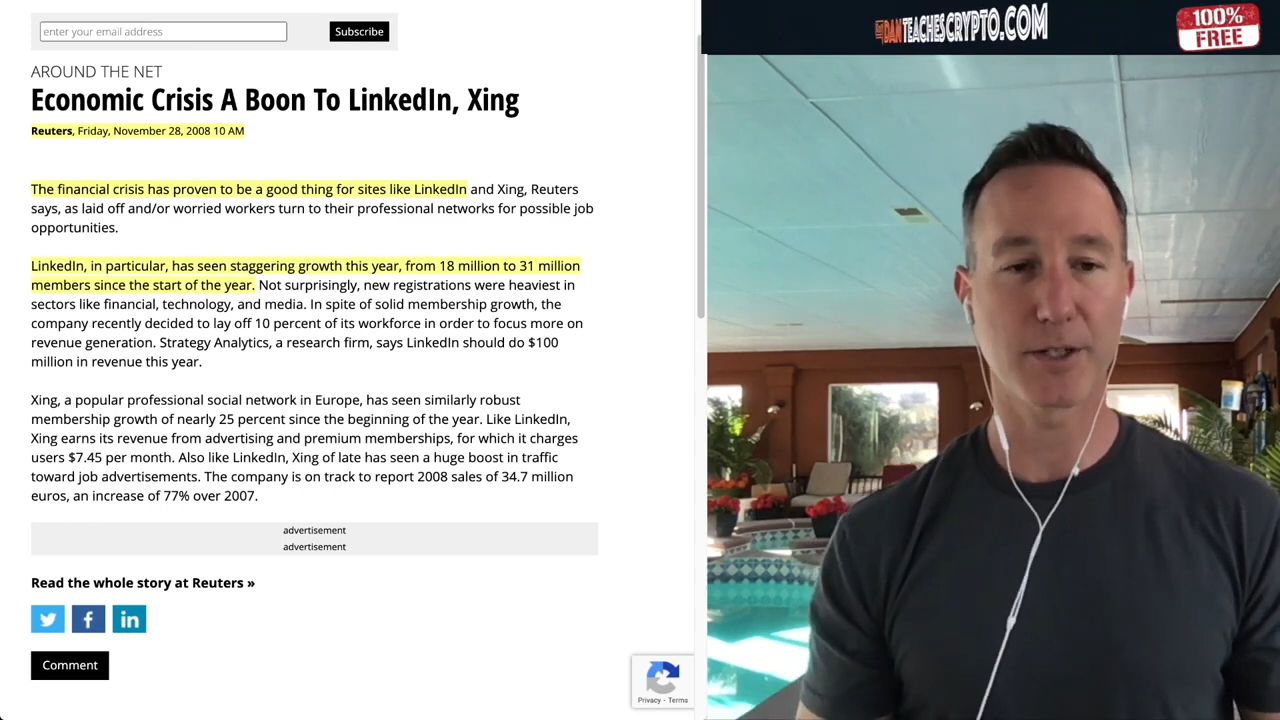 enter your email address
Subscribe
AROUND THE NET
Economic Crisis A Boon To LinkedIn, Xing
Reuters, Friday, November 28, 2008 10 AM
The financial crisis has proven to be a good thing for sites like LinkedIn and Xing, Reuters
says, as laid off and/or worried workers turn to their professional networks for possible job
opportunities.
LinkedIn, in particular, has seen staggering growth this year, from 18 million to 31 million
members since the start of the year. Not surprisingly, new registrations were heaviest in
sectors like financial, technology, and media. In spite of solid membership growth, the
company recently decided to lay off 10 percent of its workforce in order to focus more on
revenue generation. Strategy Analytics, a research firm, says LinkedIn should do $100
million in revenue this year.
Xing, a popular professional social network in Europe, has seen similarly robust
membership growth of nearly 25 percent since the beginning of the year. Like LinkedIn,
Xing earns its revenue from advertising and premium memberships, for which it charges
users $7.45 per month. Also like LinkedIn, Xing of late has seen a huge boost in traffic
toward job advertisements. The company is on track to report 2008 sales of 34.7 million
euros, an increase of 77% over 2007.
advertisement
advertisement
Read the whole story at Reuters »
f
in
Comment
Privacy - Terms
DANTEACHESCRYPTO.COM
100%
FREE